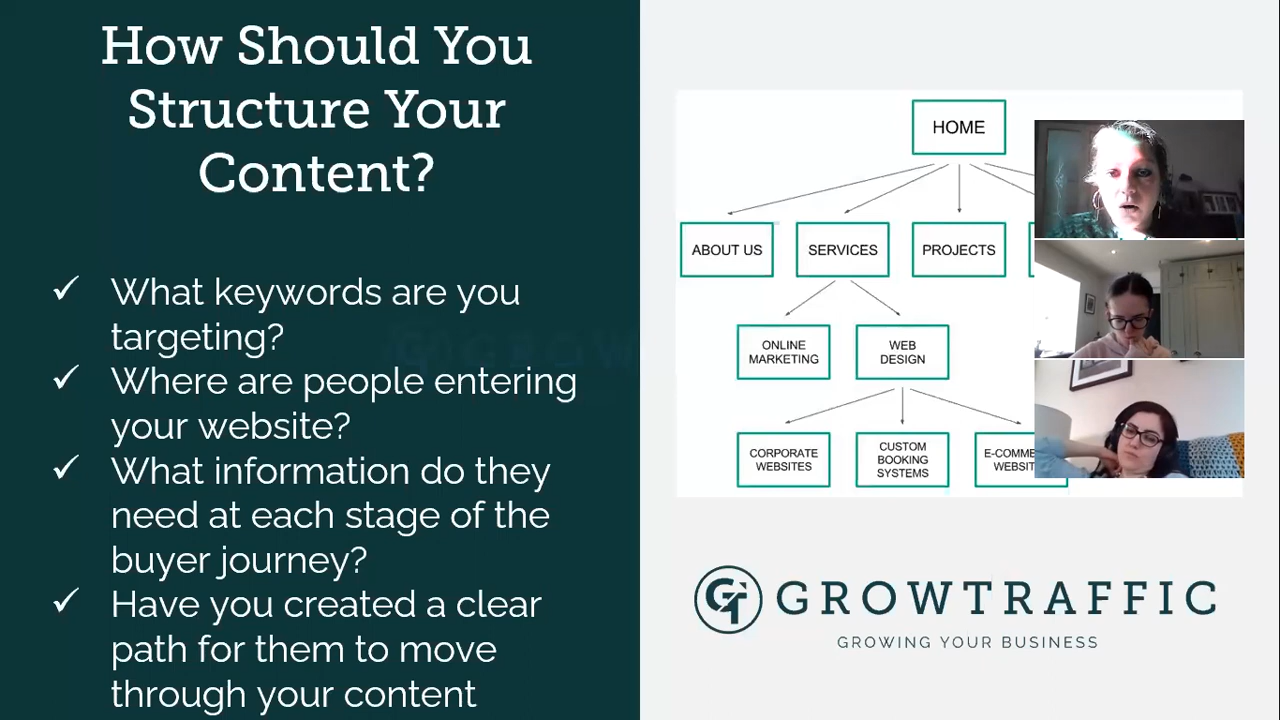 How Should You
Structure Your
Content?
✓ What keywords are you
targeting?
✓ Where are people entering
your website?
✓ What information do they
need at each stage of the
buyer journey?
✓ Have you created a clear
path for them to move
through your content
HOME
ABOUT US
SERVICES
PROJECTS
ONLINE
MARKETING
WEB
DESIGN
CORPORATE
WEBSITES
CUSTOM
BOOKING
SYSTEMS
GT
GROWTRAFFIC
GROWING YOUR BUSINESS